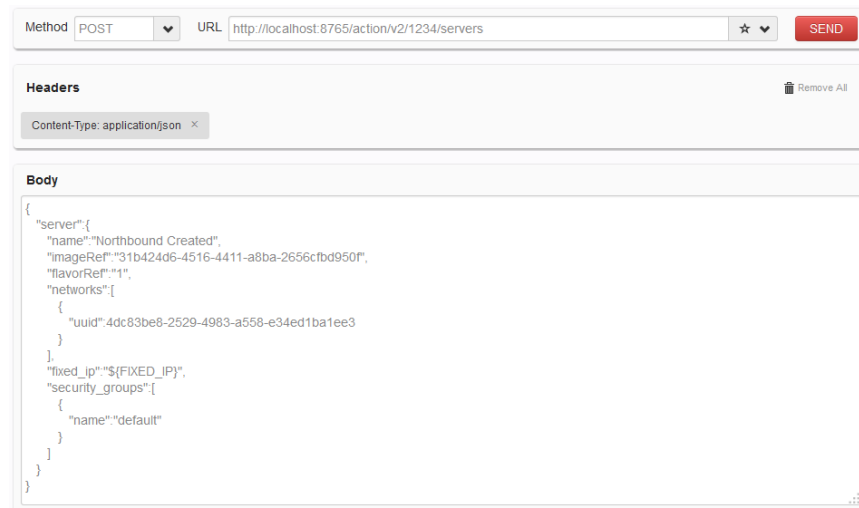 Method POST URL http://localhost:8765/action/v2/1234/servers SEND
Headers Remove All
Content-Type: application/json ×
Body
{
"server":{
"name":"Northbound Created",
"imageRef":"31b424d6-4516-4411-a8ba-2656cfbd950f",
"flavorRef":"1",
"networks":[
{
"uuid":4dc83be8-2529-4983-a558-e34ed1ba1ee3
}
],
"fixed_ip":"${FIXED_IP}",
"security_groups":[
{
"name":"default"
}
]
}
}